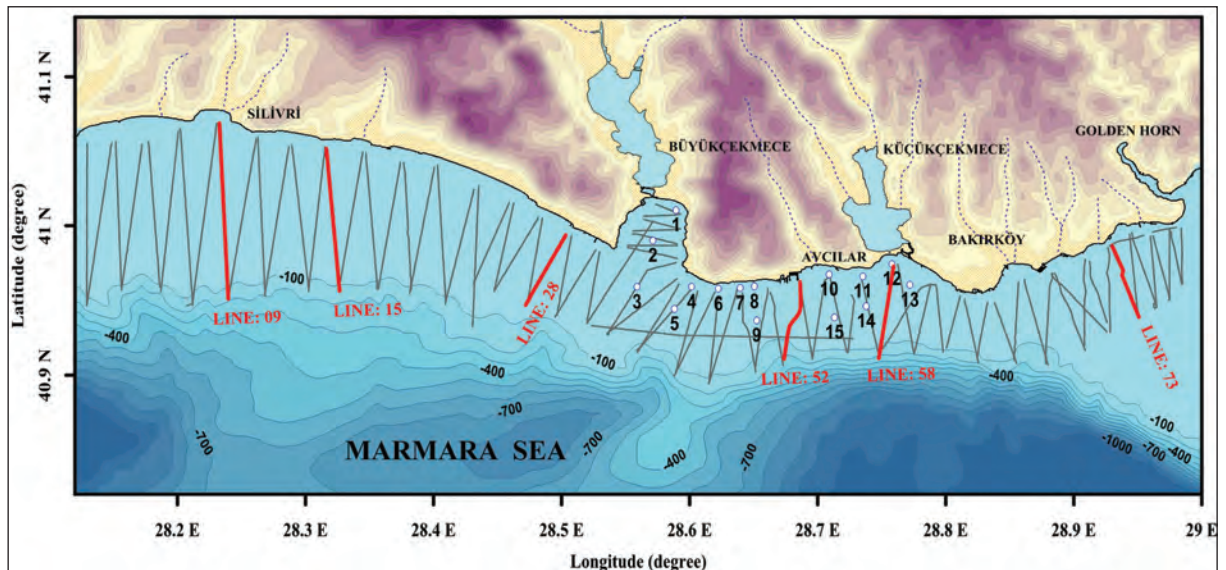 41.1 N
41 N
40.9 N
Latitude (degree)
SİLİVRİ
BÜYÜKÇEKMECE
KÜÇÜKÇEKMECE
GOLDEN HORN
AVCILAR
BAKIRKÖY
1
2
3
4
5
6
7
8
9
10
11
12
13
14
15
-100
LINE: 09
LINE: 15
LINE: 28
LINE: 52
LINE: 58
LINE: 73
-400
-100
-400
-400
-100
-700
-700
-700
-400
-700
-1000
-700
-400
MARMARA SEA
28.2 E
28.3 E
28.4 E
28.5 E
28.6 E
28.7 E
28.8 E
28.9 E
29 E
Longitude (degree)